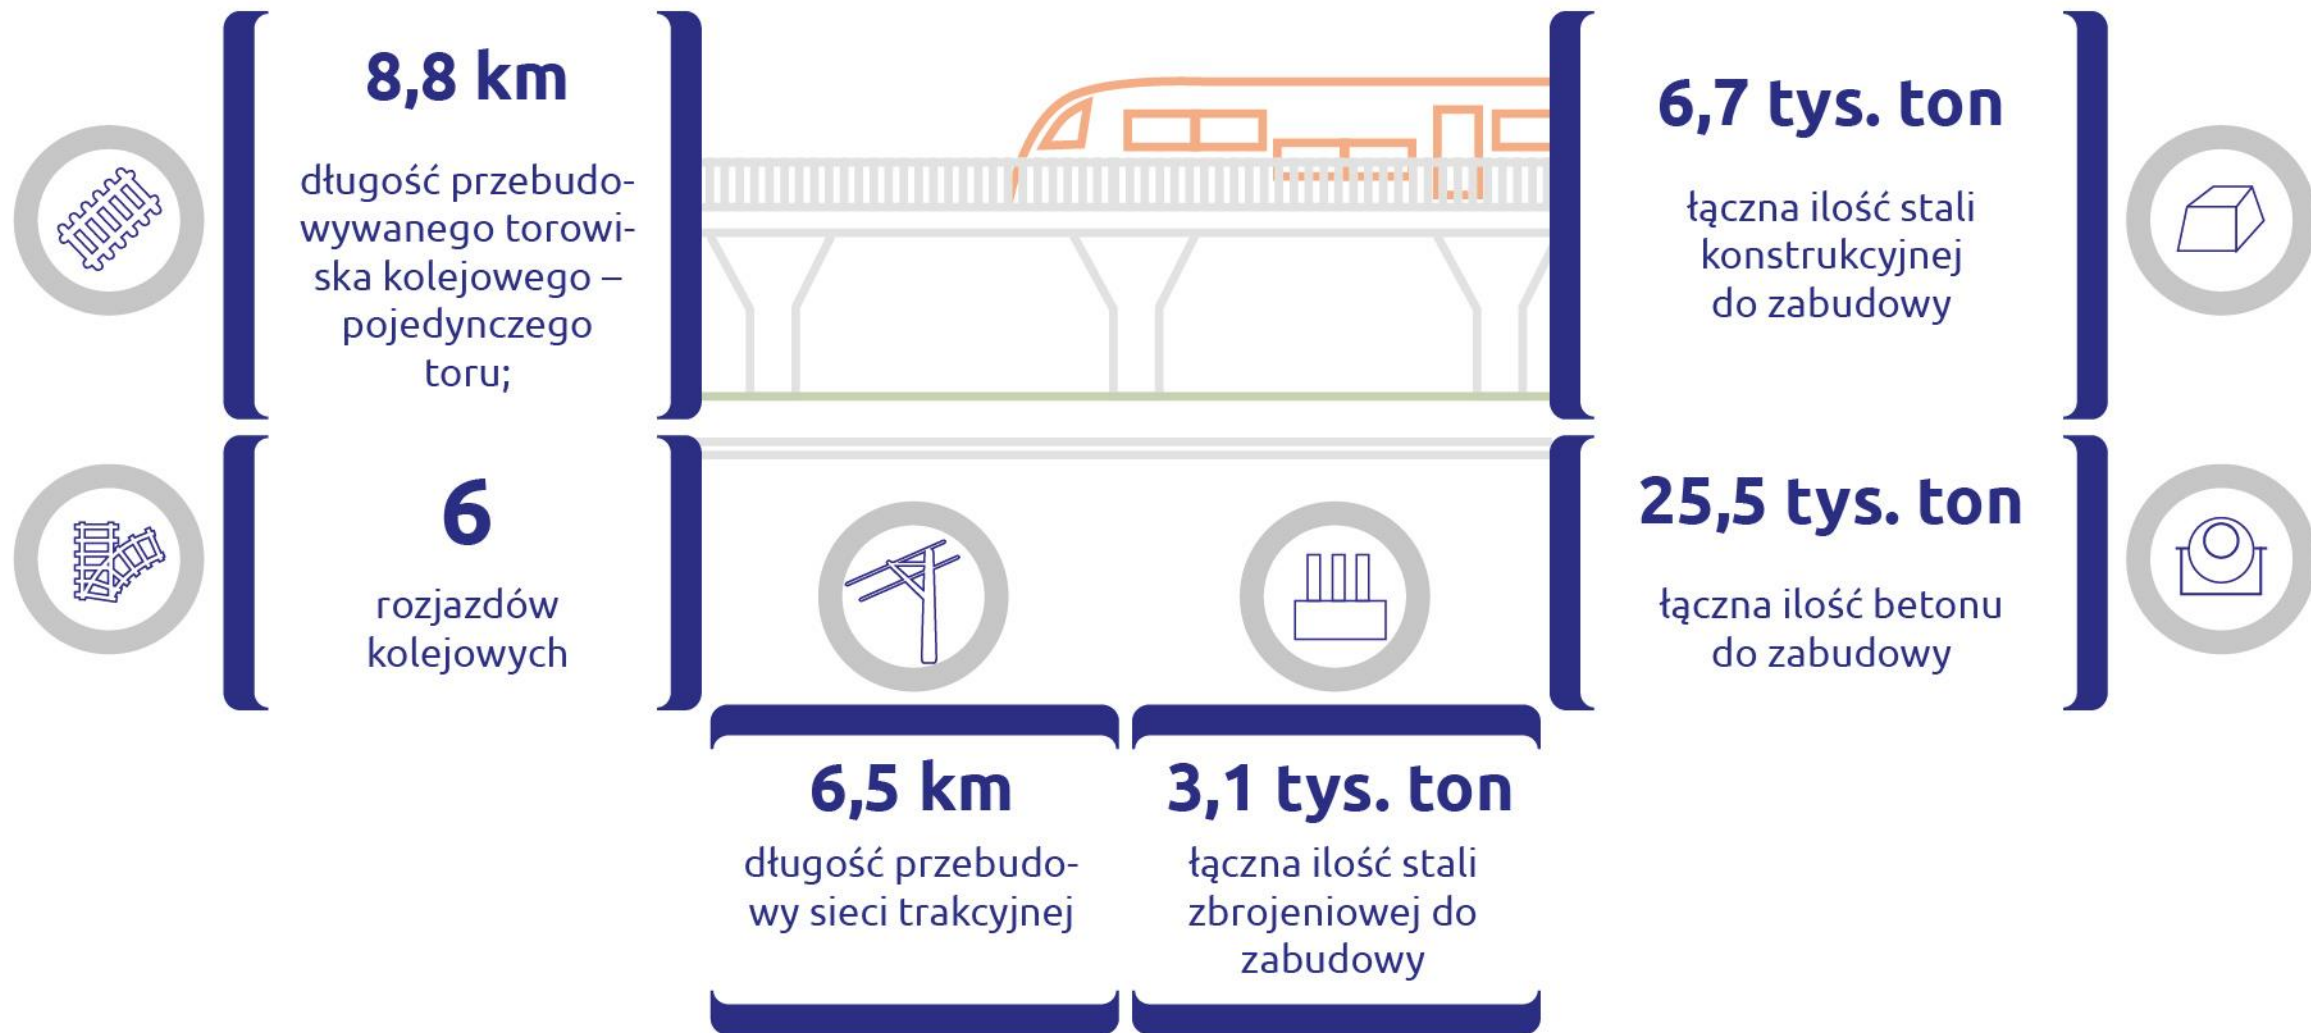 8,8 km
długość przebudo-
wywanego torowi-
ska kolejowego –
pojedynczego
toru;
6
rozjazdów
kolejowych
6,5 km
długość przebudo-
wy sieci trakcyjnej
3,1 tys. ton
łączna ilość stali
zbrojeniowej do
zabudowy
6,7 tys. ton
łączna ilość stali
konstrukcyjnej
do zabudowy
25,5 tys. ton
łączna ilość betonu
do zabudowy